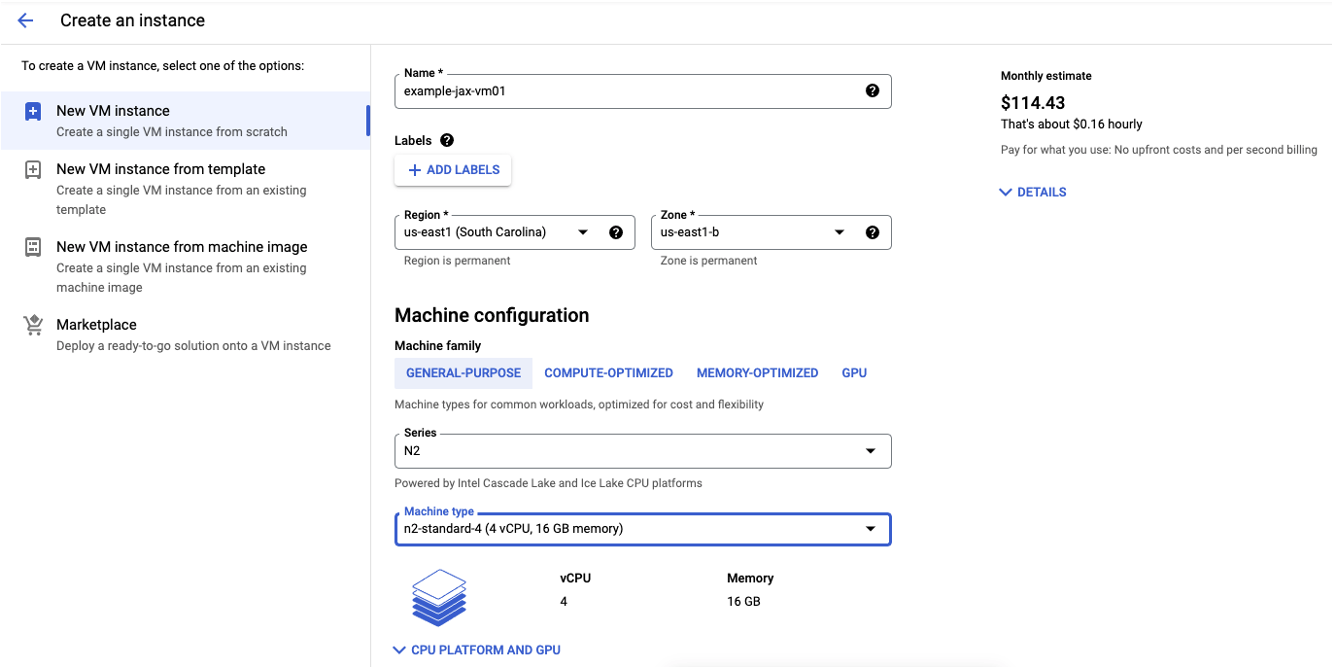 Create an instance
To create a VM instance, select one of the options:
New VM instance
Create a single VM instance from scratch
New VM instance from template
Create a single VM instance from an existing
template
New VM instance from machine image
Create a single VM instance from an existing
machine image
Marketplace
Deploy a ready-to-go solution onto a VM instance
Name *
example-jax-vm01
Labels
ADD LABELS
Region *
us-east1 (South Carolina)
Region is permanent
Zone *
us-east1-b
Zone is permanent
Machine configuration
Machine family
GENERAL-PURPOSE COMPUTE-OPTIMIZED MEMORY-OPTIMIZED GPU
Machine types for common workloads, optimized for cost and flexibility
Series
N2
Powered by Intel Cascade Lake and Ice Lake CPU platforms
Machine type
n2-standard-4 (4 vCPU, 16 GB memory)
vCPU Memory
4 16 GB
CPU PLATFORM AND GPU
Monthly estimate
$114.43
That's about $0.16 hourly
Pay for what you use: No upfront costs and per second billing
DETAILS